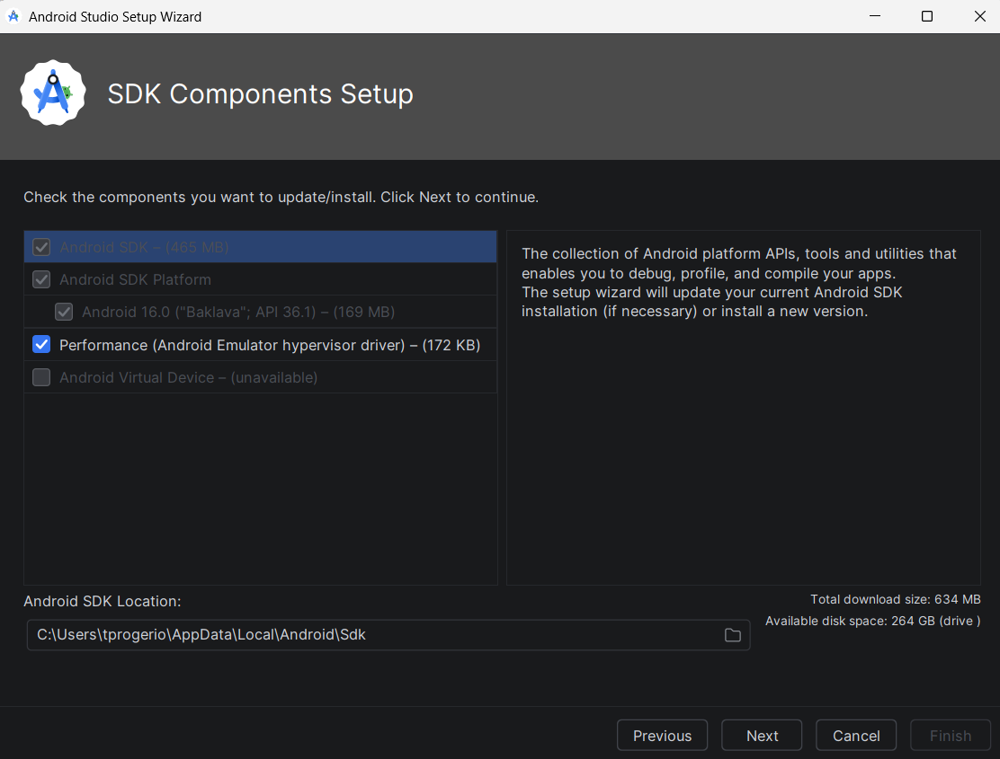 Android Studio Setup Wizard
SDK Components Setup
Check the components you want to update/install. Click Next to continue.
Android SDK – (465 MB)
Android SDK Platform
Android 16.0 ("Baklava"; API 36.1) – (169 MB)
Performance (Android Emulator hypervisor driver) – (172 KB)
Android Virtual Device – (unavailable)
The collection of Android platform APIs, tools and utilities that
enables you to debug, profile, and compile your apps.
The setup wizard will update your current Android SDK
installation (if necessary) or install a new version.
Android SDK Location:
C:\Users\tprogerio\AppData\Local\Android\Sdk
Total download size: 634 MB
Available disk space: 264 GB (drive )
Previous
Next
Cancel
Finish